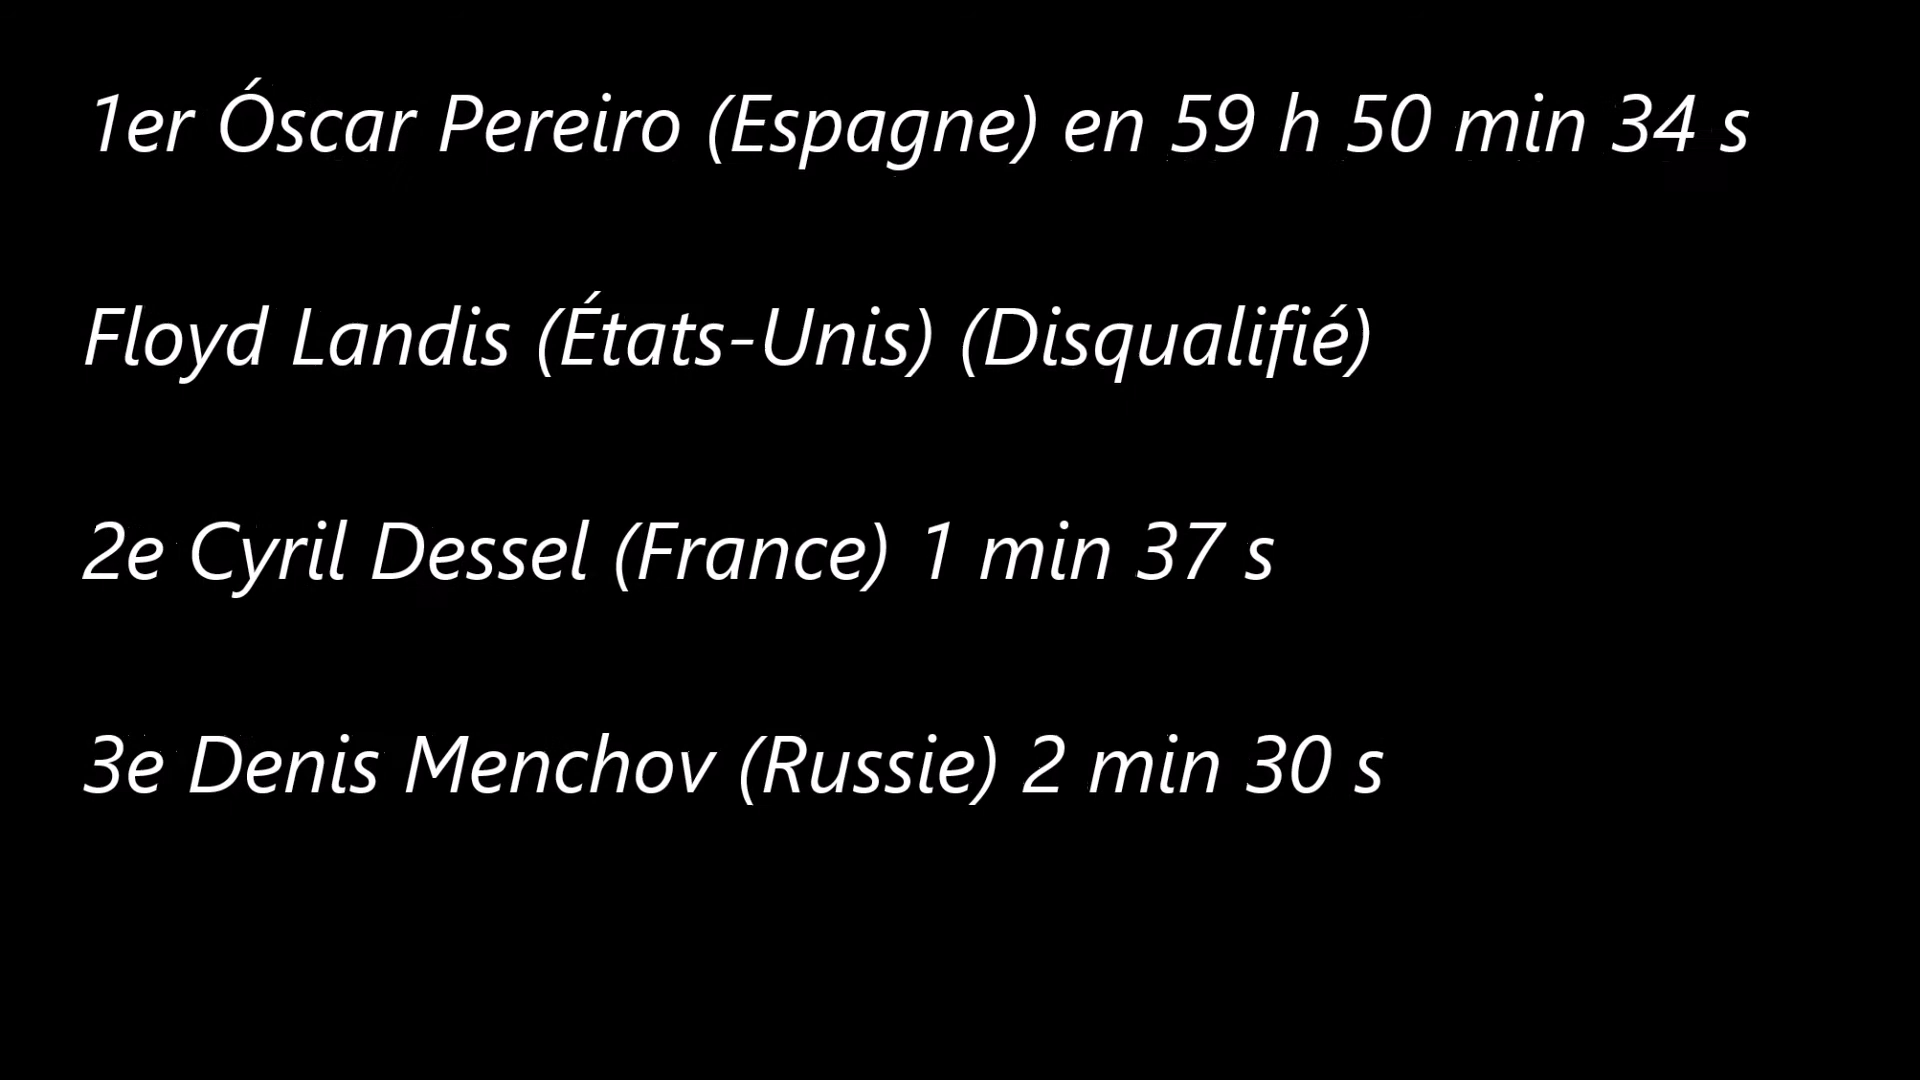 1er Óscar Pereiro (Espagne) en 59 h 50 min 34 s
Floyd Landis (États-Unis) (Disqualifié)
2e Cyril Dessel (France) 1 min 37 s
3e Denis Menchov (Russie) 2 min 30 s